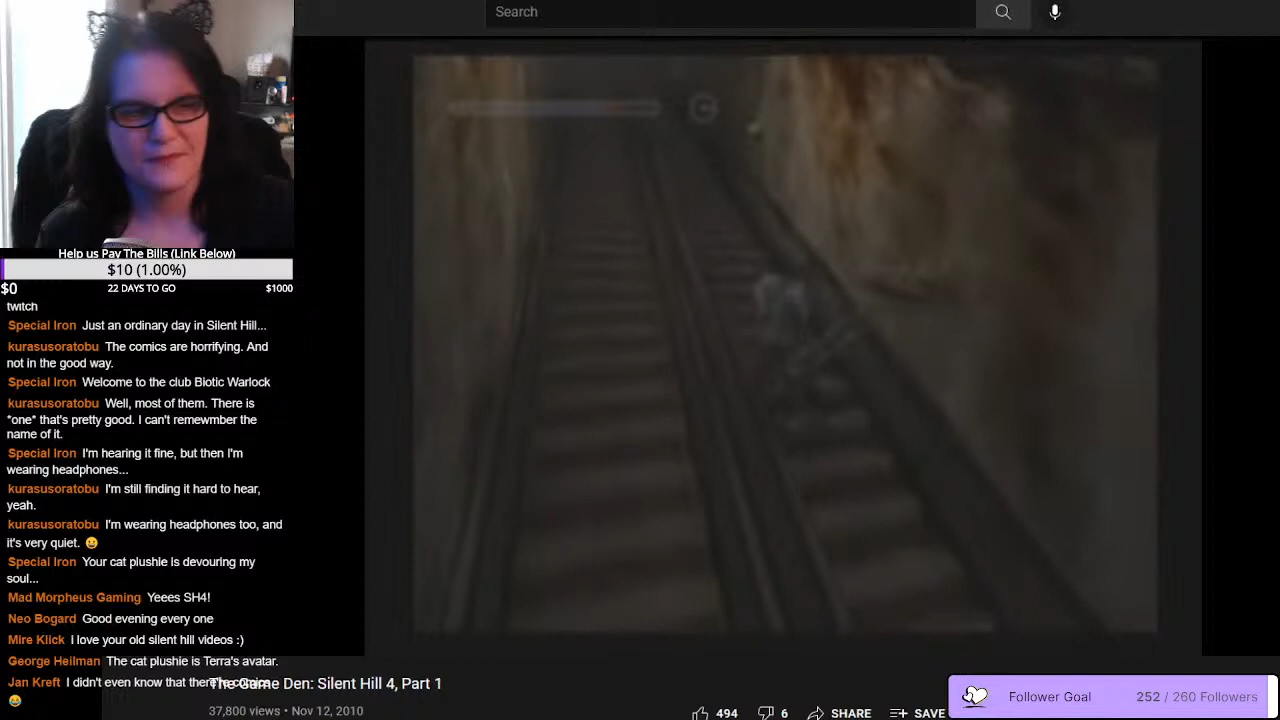 Search
Help us Pay The Bills (Link Below)
$10 (1.00%)
$0
22 DAYS TO GO
$1000
twitch
Special Iron Just an ordinary day in Silent Hill...
kurasusoratobu The comics are horrifying. And
not in the good way.
Special Iron Welcome to the club Biotic Warlock
kurasusoratobu Well, most of them. There is
*one* that's pretty good. I can't rememwber the
name of it.
Special Iron I'm hearing it fine, but then I'm
wearing headphones...
kurasusoratobu I'm still finding it hard to hear,
yeah.
kurasusoratobu I'm wearing headphones too, and
it's very quiet. 😀
Special Iron Your cat plushie is devouring my
soul...
Mad Morpheus Gaming Yeees SH4!
Neo Bogard Good evening every one
Mire Klick i love your old silent hill videos :)
George Heilman The cat plushie is Terra's avatar.
Jan Kreft I didn't even know that there's comics
😂
The Game Den: Silent Hill 4, Part 1
37,800 views • Nov 12, 2010
494
6
SHARE
SAVE
Follower Goal
252 / 260 Followers